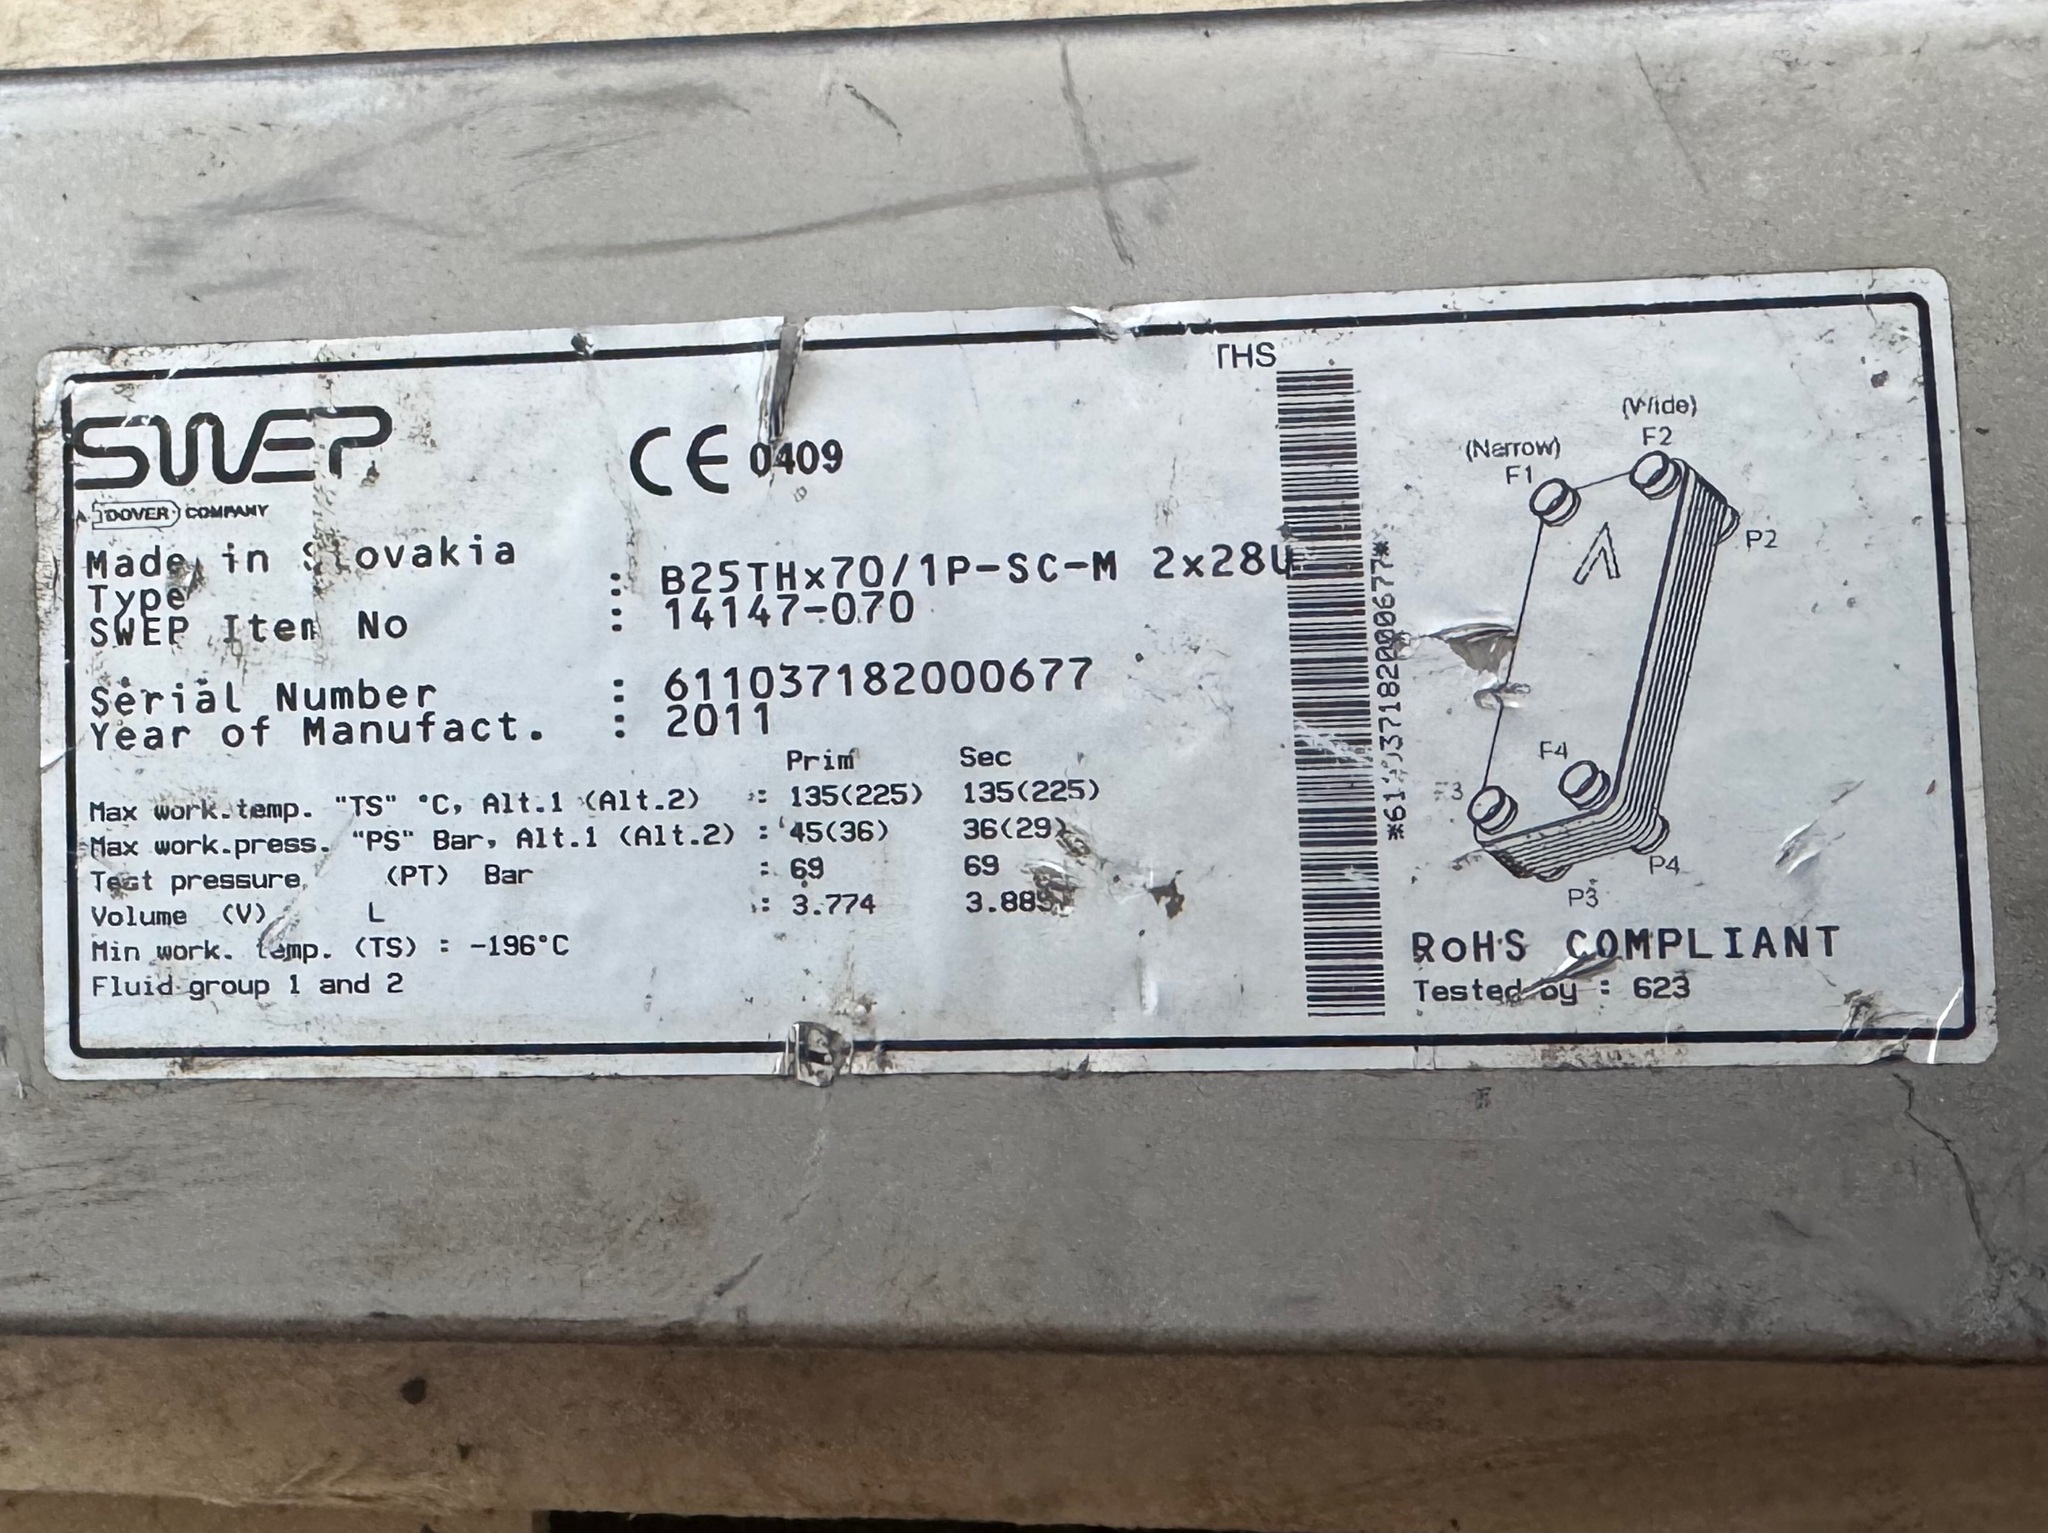 SWEP
A DOVER COMPANY
CE 0409
THS
Made in Slovakia
Type : B25THx70/1P-SC-M 2x28U
SWEP Item No : 14147-070
Serial Number : 611037182000677
Year of Manufact. : 2011
Prim Sec
Max work.temp. "TS" °C, Alt.1 (Alt.2) : 135(225) 135(225)
Max work.press. "PS" Bar, Alt.1 (Alt.2) : 45(36) 36(29)
Test pressure (PT) Bar : 69 69
Volume (V) L : 3.774
Min work. temp. (TS) : -196°C
Fluid group 1 and 2
*611037182000677*
(Narrow)
F1
(Wide)
F2
P2
F4
F3
P4
P3
RoHS COMPLIANT
Tested by : 623